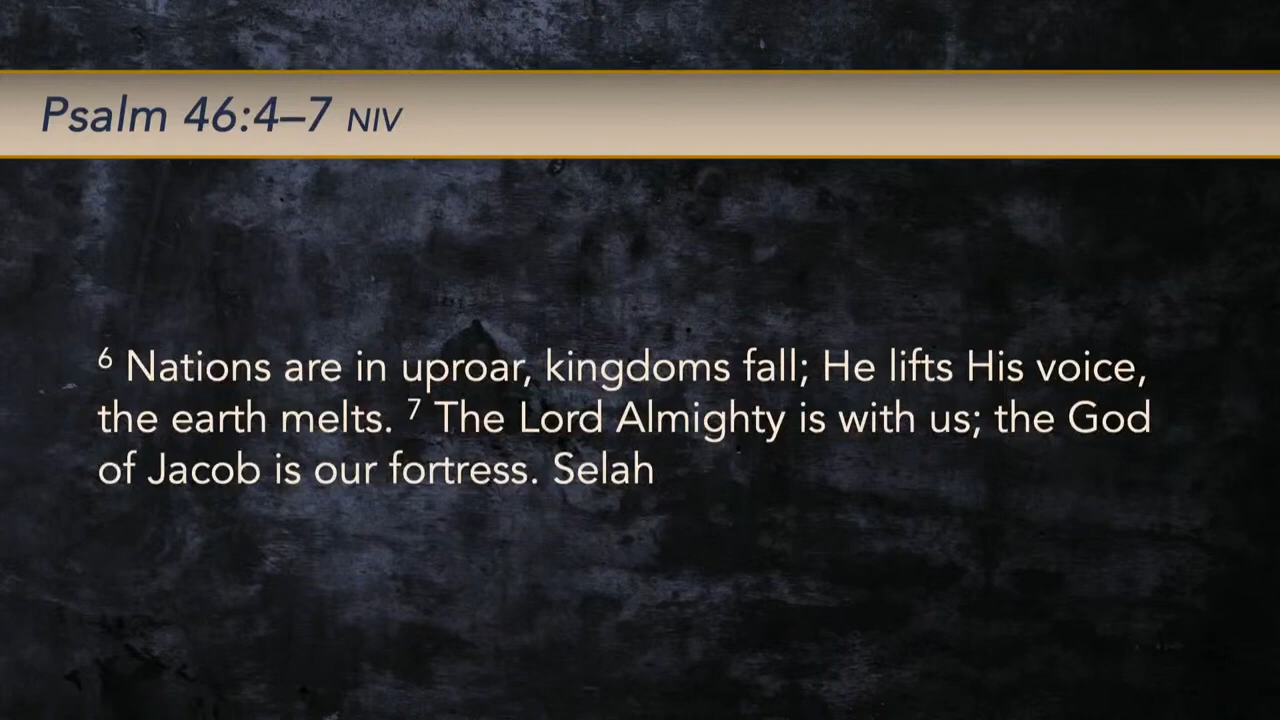 Psalm 46:4–7 NIV
⁶ Nations are in uproar, kingdoms fall; He lifts His voice,
the earth melts. ⁷ The Lord Almighty is with us; the God
of Jacob is our fortress. Selah